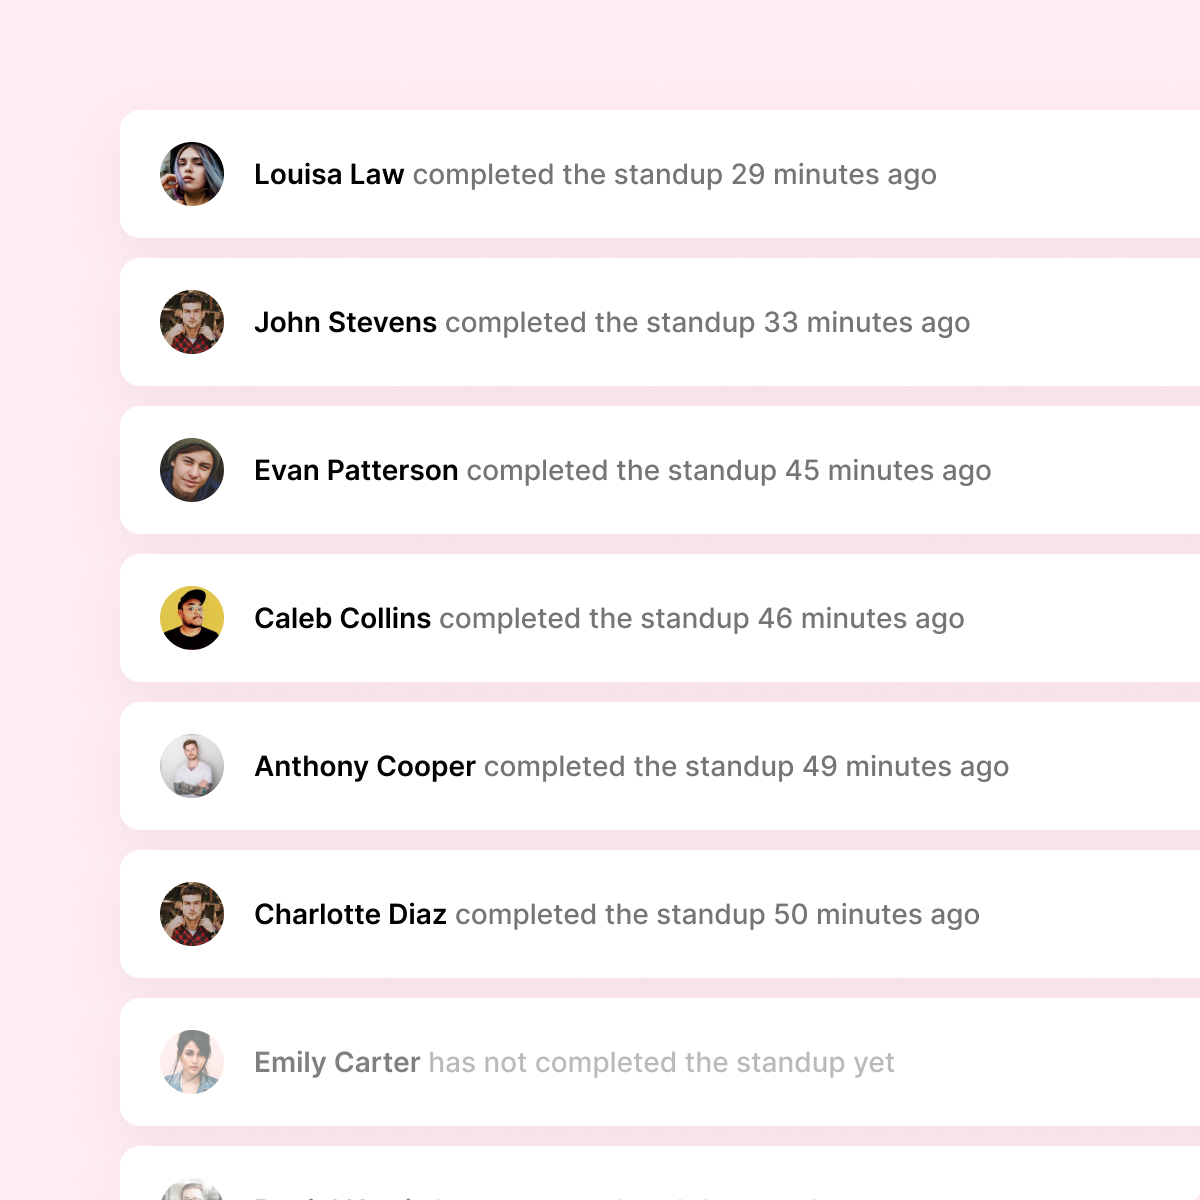 Louisa Law completed the standup 29 minutes ago
John Stevens completed the standup 33 minutes ago
Evan Patterson completed the standup 45 minutes ago
Caleb Collins completed the standup 46 minutes ago
Anthony Cooper completed the standup 49 minutes ago
Charlotte Diaz completed the standup 50 minutes ago
Emily Carter has not completed the standup yet